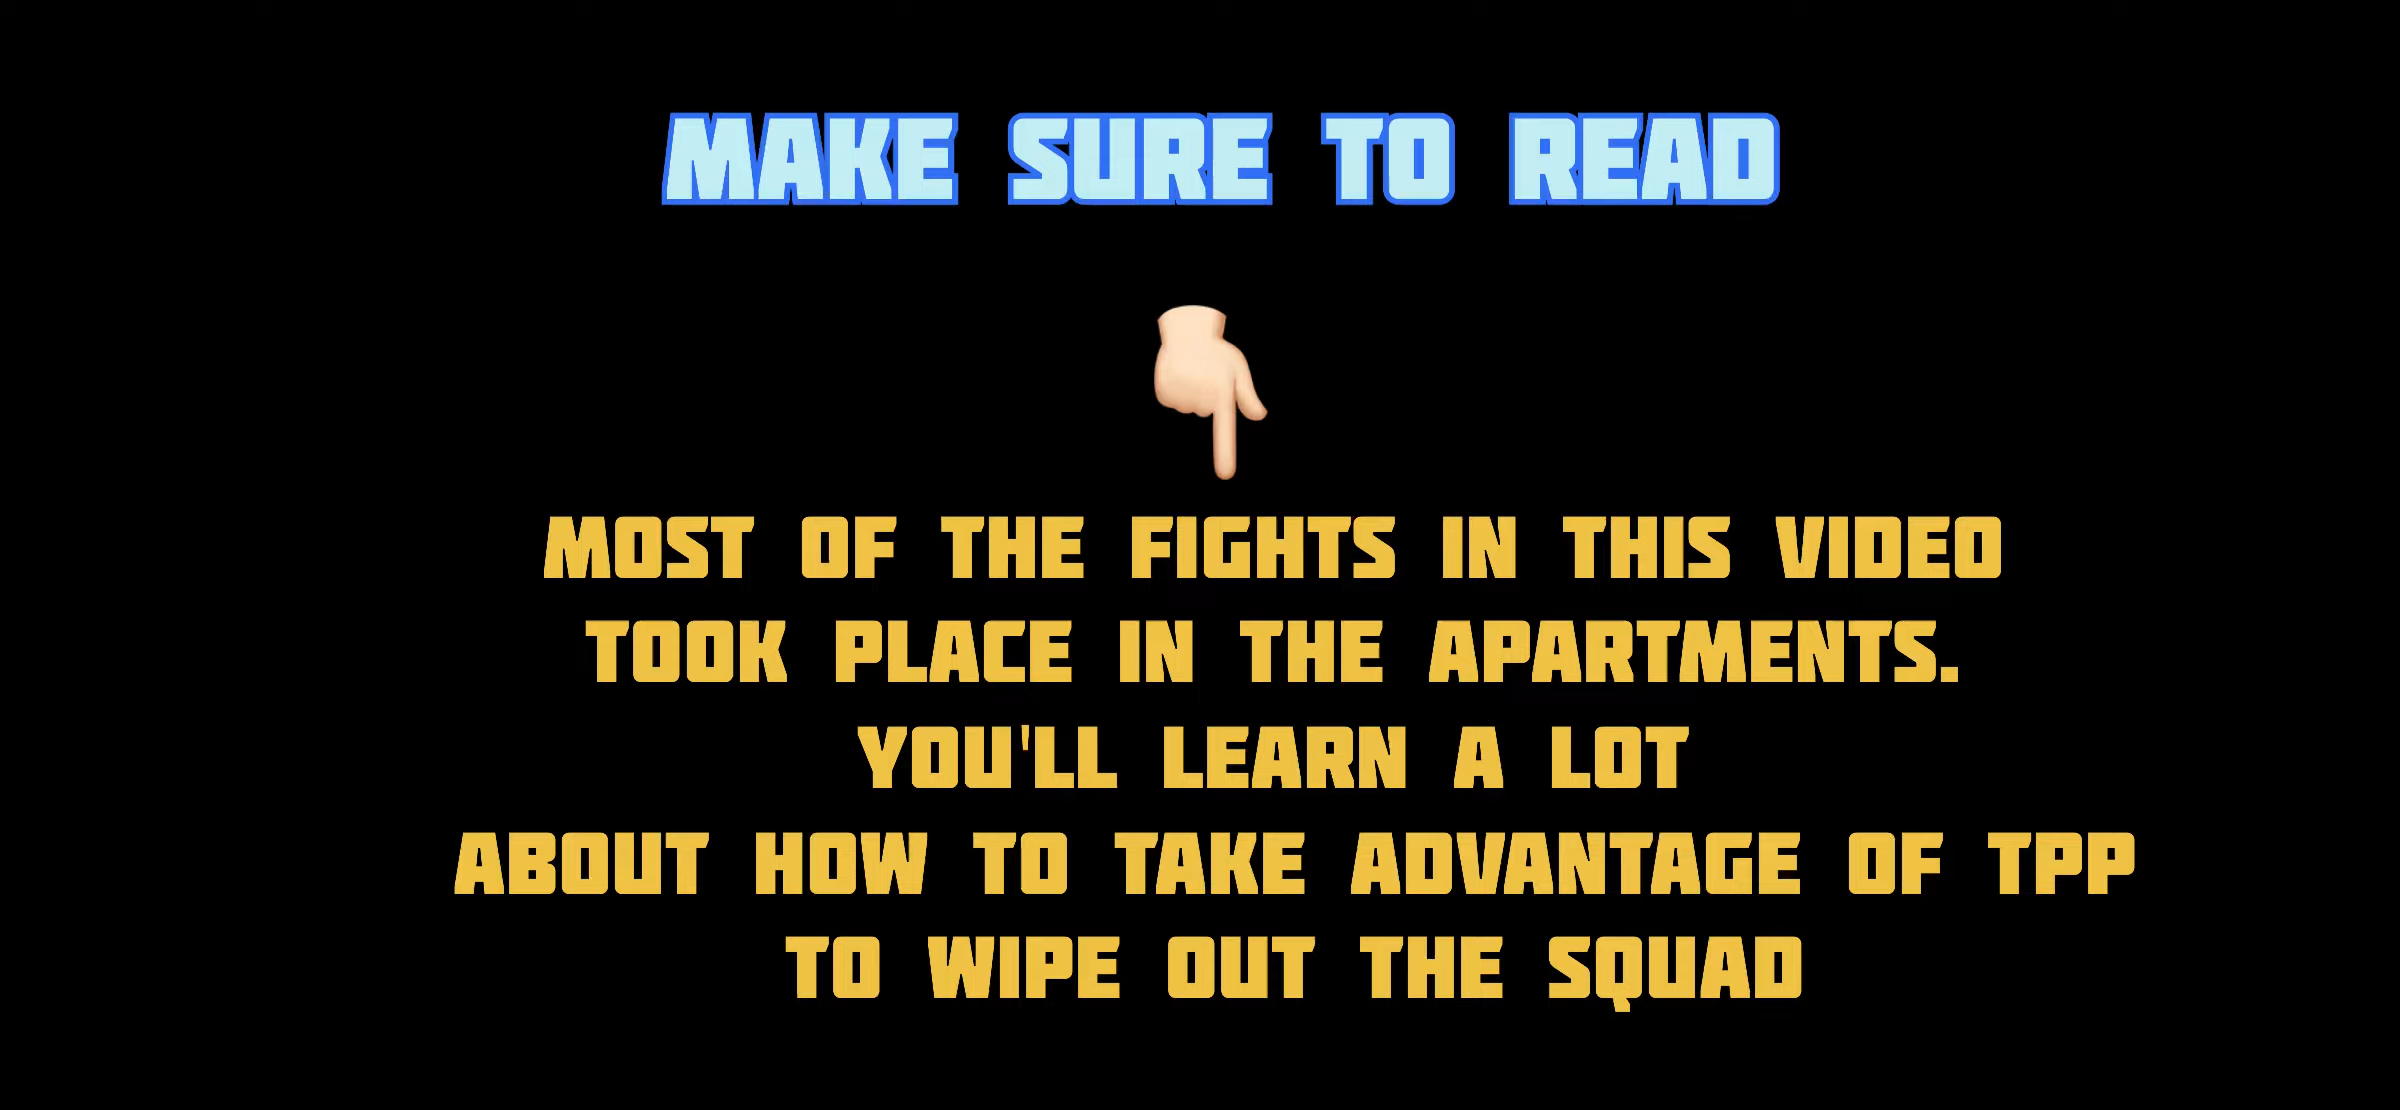 MAKE SURE TO READ
MOST OF THE FIGHTS IN THIS VIDEO
TOOK PLACE IN THE APARTMENTS.
YOU'LL LEARN A LOT
ABOUT HOW TO TAKE ADVANTAGE OF TPP
TO WIPE OUT THE SQUAD